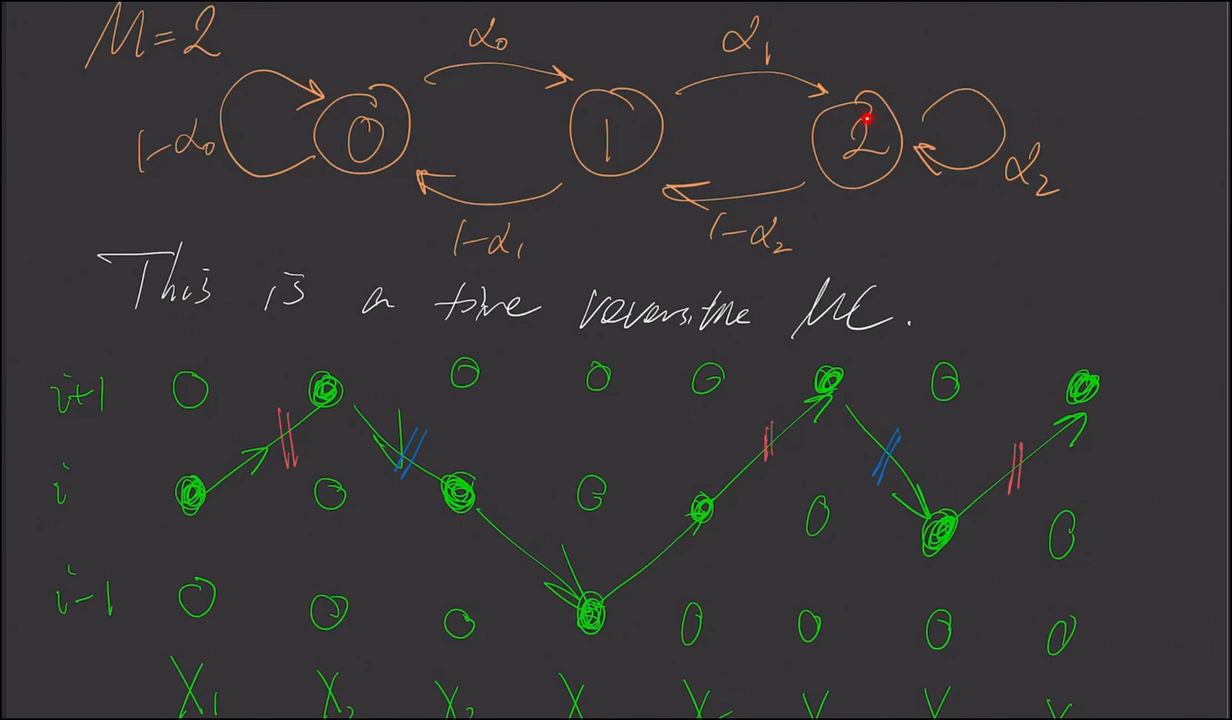 M = 2
α₀ α₁
1-α₀ 0 1 2 α₂
1-α₁ 1-α₂
This is a time reversible MC.
i+1
i
i-1
X₁ X₂ X₃